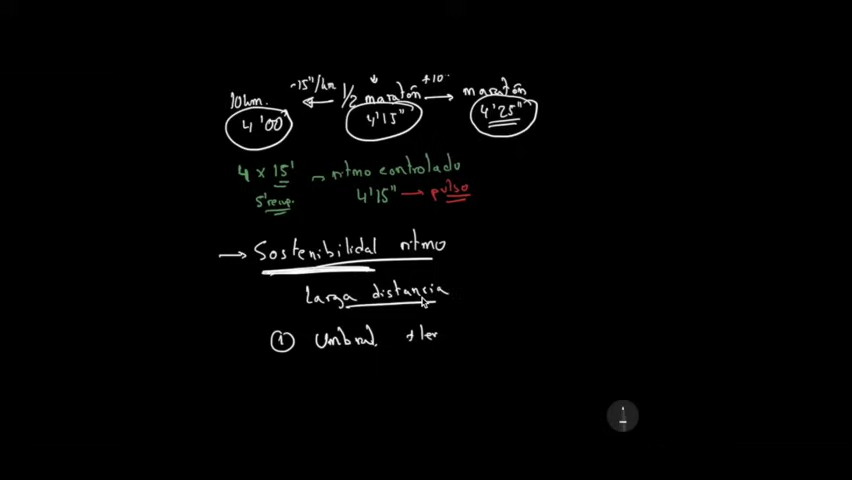 -15"/km +10"
10km. ← 1/2 maratón → maratón
4'00" 4'15" 4'25"
4 x 15' → ritmo controlado
5' recup. 4'15" → pulso
→ Sostenibilidad ritmo
Larga distancia
① Umbral